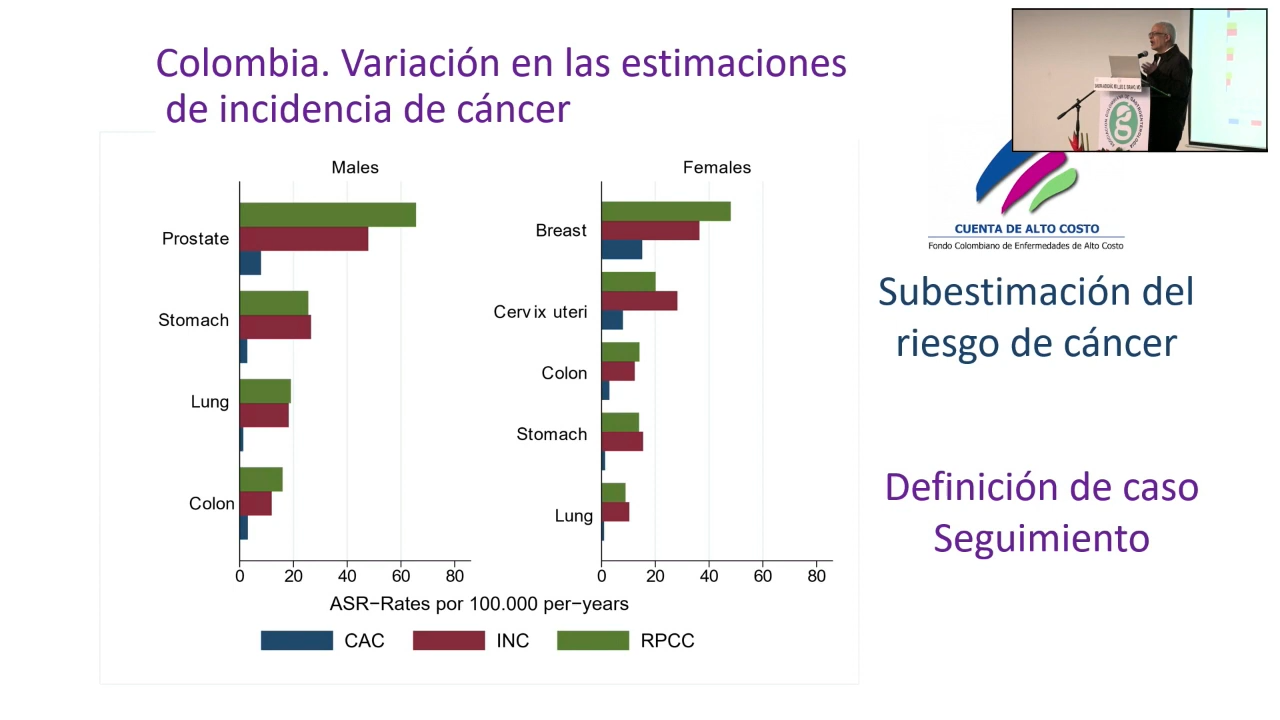 Colombia. Variación en las estimaciones
de incidencia de cáncer
Males
Females
Prostate
Stomach
Lung
Colon
Breast
Cervix uteri
Colon
Stomach
Lung
0 20 40 60 80
0 20 40 60 80
ASR−Rates por 100.000 per−years
CAC INC RPCC
CUENTA DE ALTO COSTO
Fondo Colombiano de Enfermedades de Alto Costo
Subestimación del
riesgo de cáncer
Definición de caso
Seguimiento